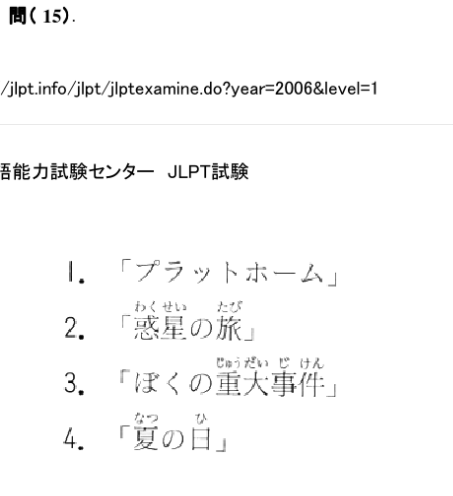 問( 15).
/jlpt.info/jlpt/jlptexamine.do?year=2006&level=1
語能力試験センター JLPT試験
1. 「プラットホーム」
2. 「惑星の旅」
わくせい たび
3. 「ぼくの重大事件」
じゅうだい じ けん
4. 「夏の日」
なつ ひ